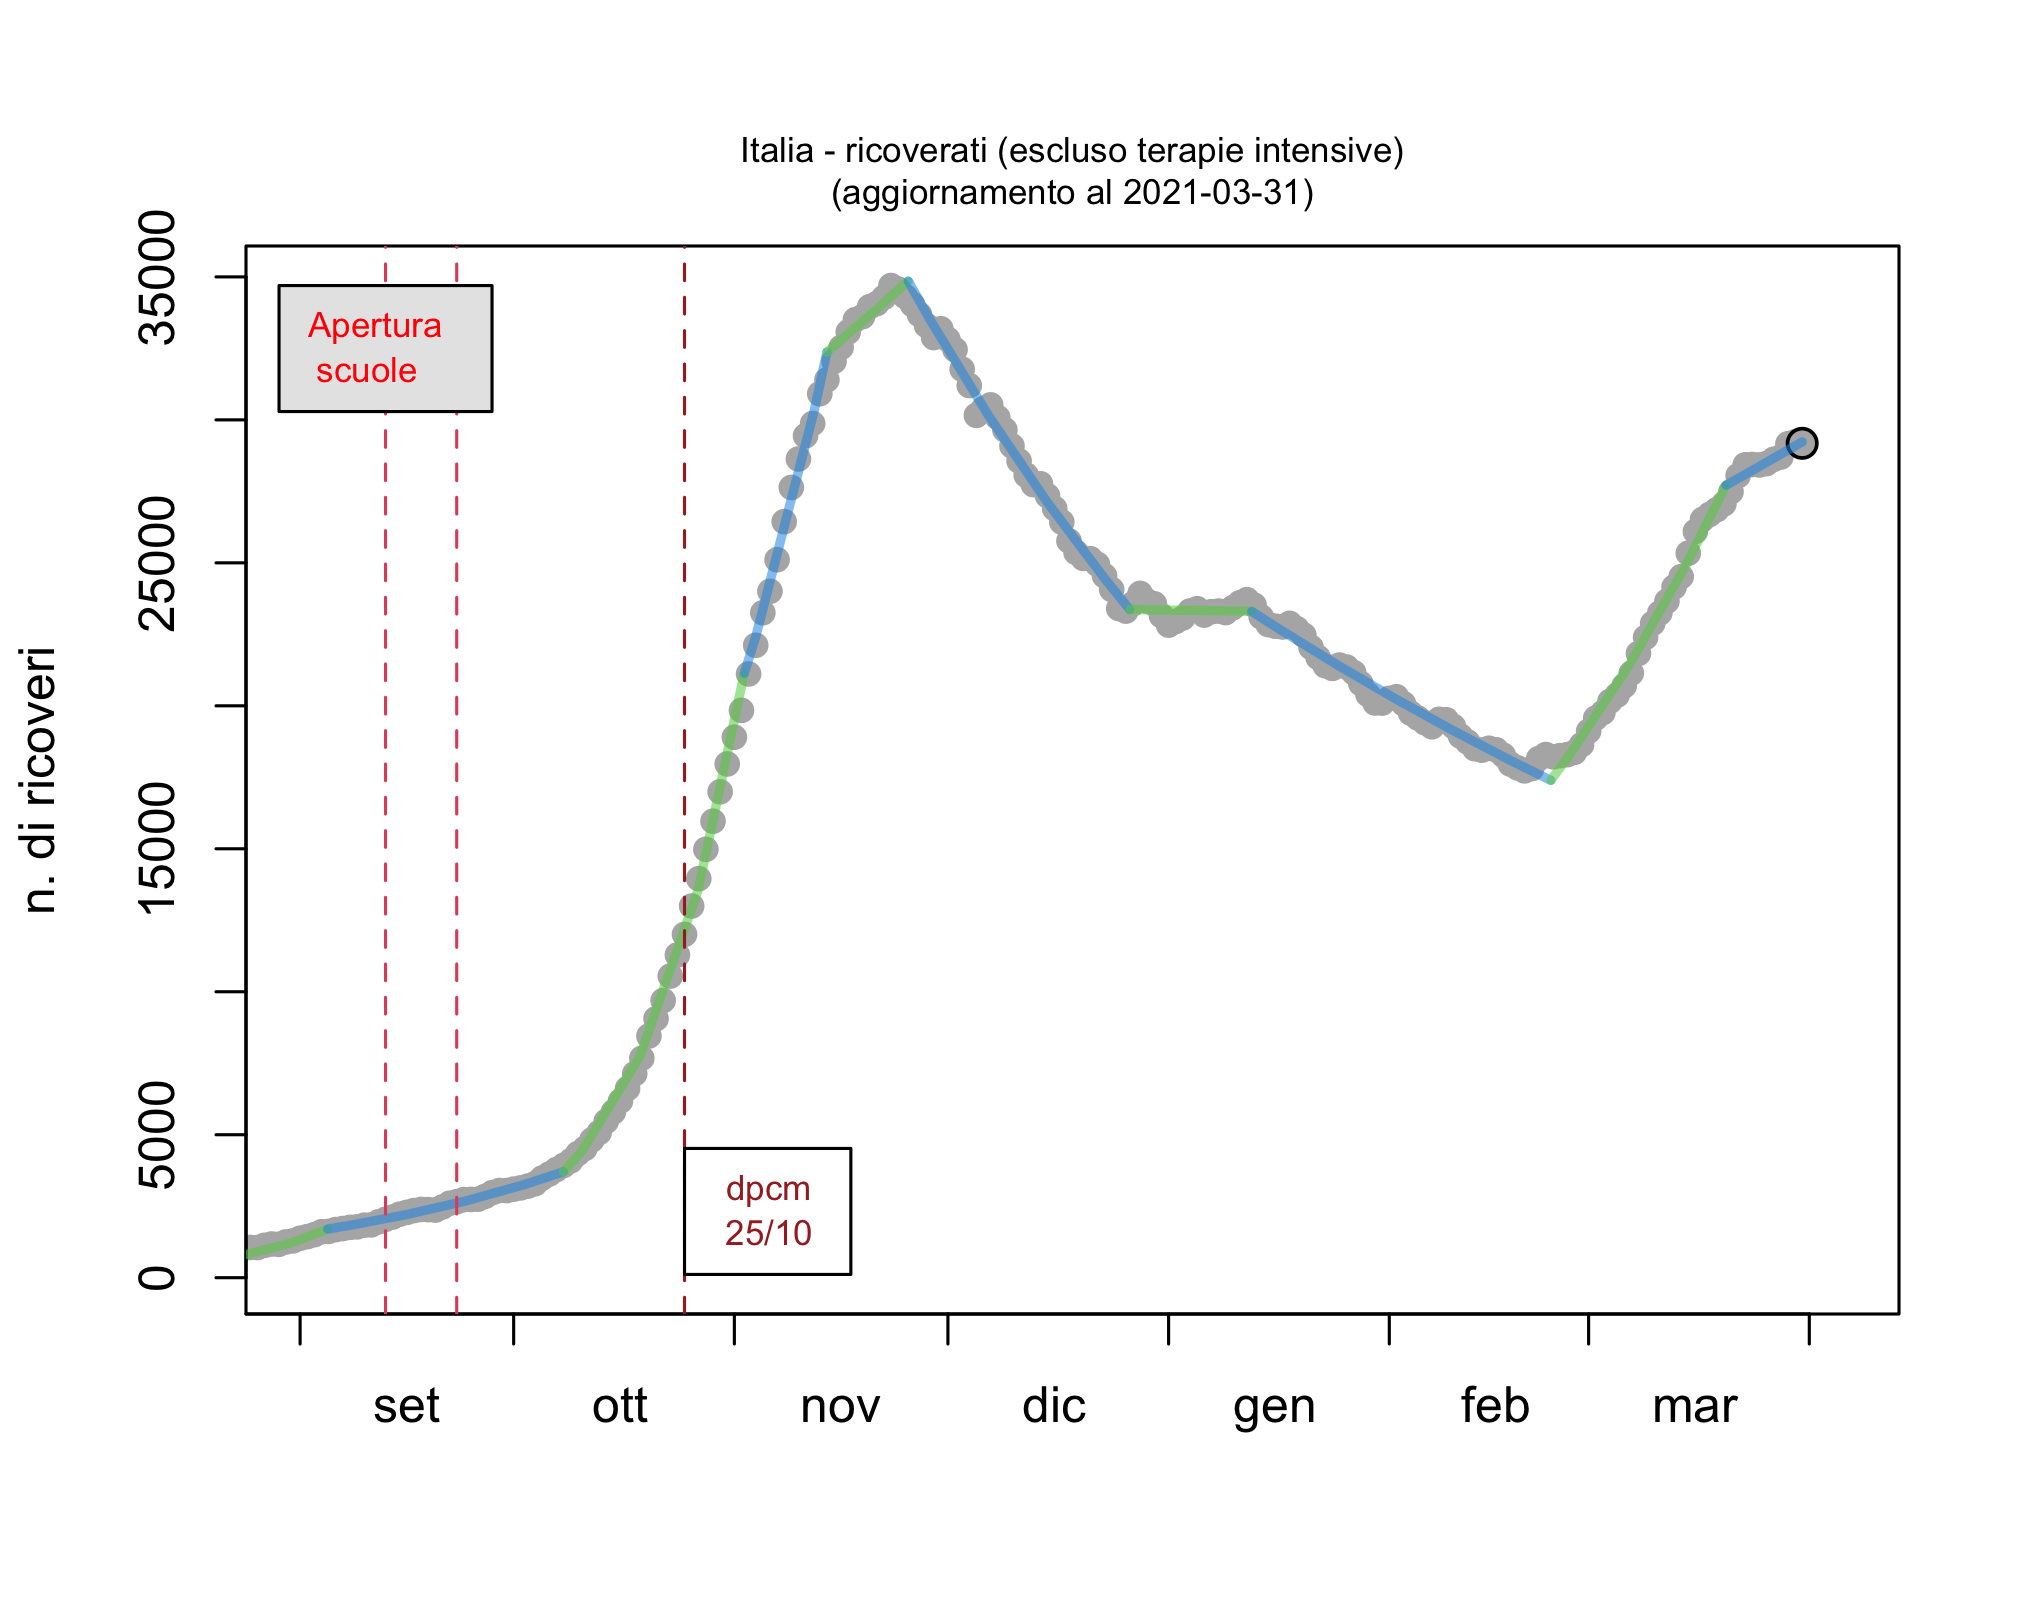 Italia - ricoverati (escluso terapie intensive)
(aggiornamento al 2021-03-31)
n. di ricoveri
35000
25000
15000
5000
0
Apertura
scuole
dpcm
25/10
set
ott
nov
dic
gen
feb
mar